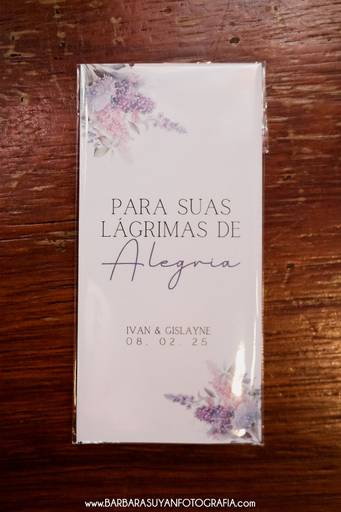 PARA SUAS
LÁGRIMAS DE
Alegria
IVAN & GISLAYNE
08. 02. 25
www.BARBARASUYANFOTOGRAFIA.com